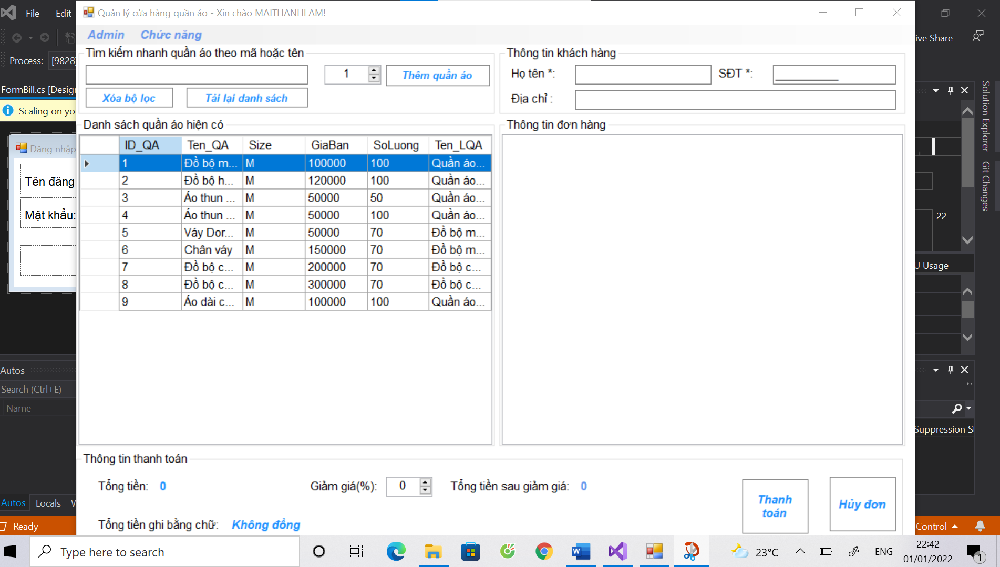 File Edit
Quản lý cửa hàng quần áo - Xin chào MAITHANHLAM!
Admin Chức năng
ive Share
Process: [9828]
Tìm kiếm nhanh quần áo theo mã hoặc tên
1 Thêm quần áo
Xóa bộ lọc Tải lại danh sách
Thông tin khách hàng
Họ tên *: SĐT *: ___________
Địa chỉ :
FormBill.cs [Design
Scaling on yo
Đăng nhập
Tên đăng
Mật khẩu:
Danh sách quần áo hiện có
ID_QA Ten_QA Size GiaBan SoLuong Ten_LQA
1 Đồ bộ m... M 100000 100 Quần áo...
2 Đồ bộ h... M 120000 100 Quần áo...
3 Áo thun ... M 50000 50 Quần áo...
4 Áo thun ... M 50000 100 Quần áo...
5 Váy Dor... M 50000 70 Đồ bộ m...
6 Chân váy M 150000 70 Đồ bộ m...
7 Đồ bộ c... M 200000 70 Đồ bộ c...
8 Đồ bộ c... M 300000 70 Đồ bộ c...
9 Áo dài c... M 100000 100 Quần áo...
Thông tin đơn hàng
Solution Explorer
Git Changes
22
U Usage
Autos
Search (Ctrl+E)
Name
Suppression St
Thông tin thanh toán
Tổng tiền: 0 Giảm giá(%): 0 Tổng tiền sau giảm giá: 0
Tổng tiền ghi bằng chữ: Không đồng
Thanh
toán
Hủy đơn
Autos Locals W
Ready
Control
Type here to search
23°C ENG
22:42
01/01/2022
1